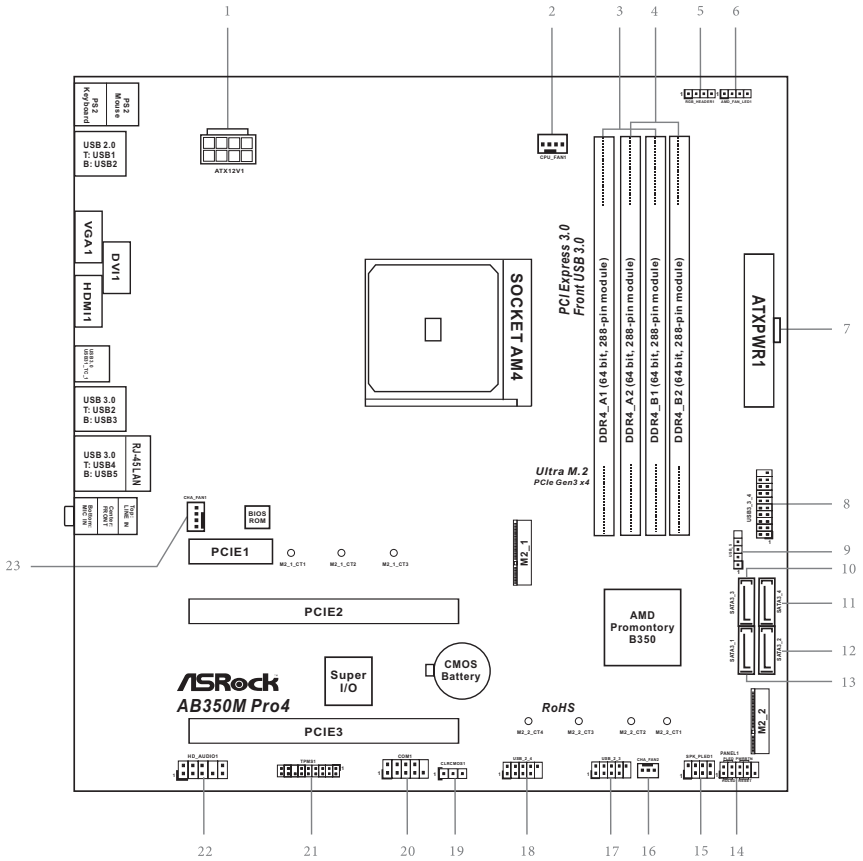 1
2
3
4
5
6
PS2
Keyboard
PS2
Mouse
USB 2.0
T: USB1
B: USB2
ATX12V1
CPU_FAN1
RGB_HEADER1
AMD_FAN_LED1
VGA1
DVI1
HDMI1
USB 3.0
T: USB2
B: USB3
USB 3.0
T: USB4
B: USB5
RJ-45 LAN
Top:
LINE IN
Center:
FRONT
Bottom:
MIC IN
SOCKET AM4
PCI Express 3.0
Front USB 3.0
DDR4_A1 (64 bit, 288-pin module)
DDR4_A2 (64 bit, 288-pin module)
DDR4_B1 (64 bit, 288-pin module)
DDR4_B2 (64 bit, 288-pin module)
ATXPWR1
7
Ultra M.2
PCIe Gen3 x4
USB3_3_4
8
CHA_FAN1
BIOS
ROM
23
PCIE1
M2_1_CT1
M2_1_CT2
M2_1_CT3
M2_1
9
10
SATA3_3
SATA3_4
11
PCIE2
AMD
Promontory
B350
SATA3_1
SATA3_2
12
13
ASRock
AB350M Pro4
Super
I/O
CMOS
Battery
RoHS
M2_2_CT4
M2_2_CT3
M2_2_CT2
M2_2_CT1
M2_2
PCIE3
HD_AUDIO1
TPMS1
COM1
CLRCMOS1
CHA_FAN2
SPK_PLED1
PANEL1
22
21
20
19
18
17
16
15
14